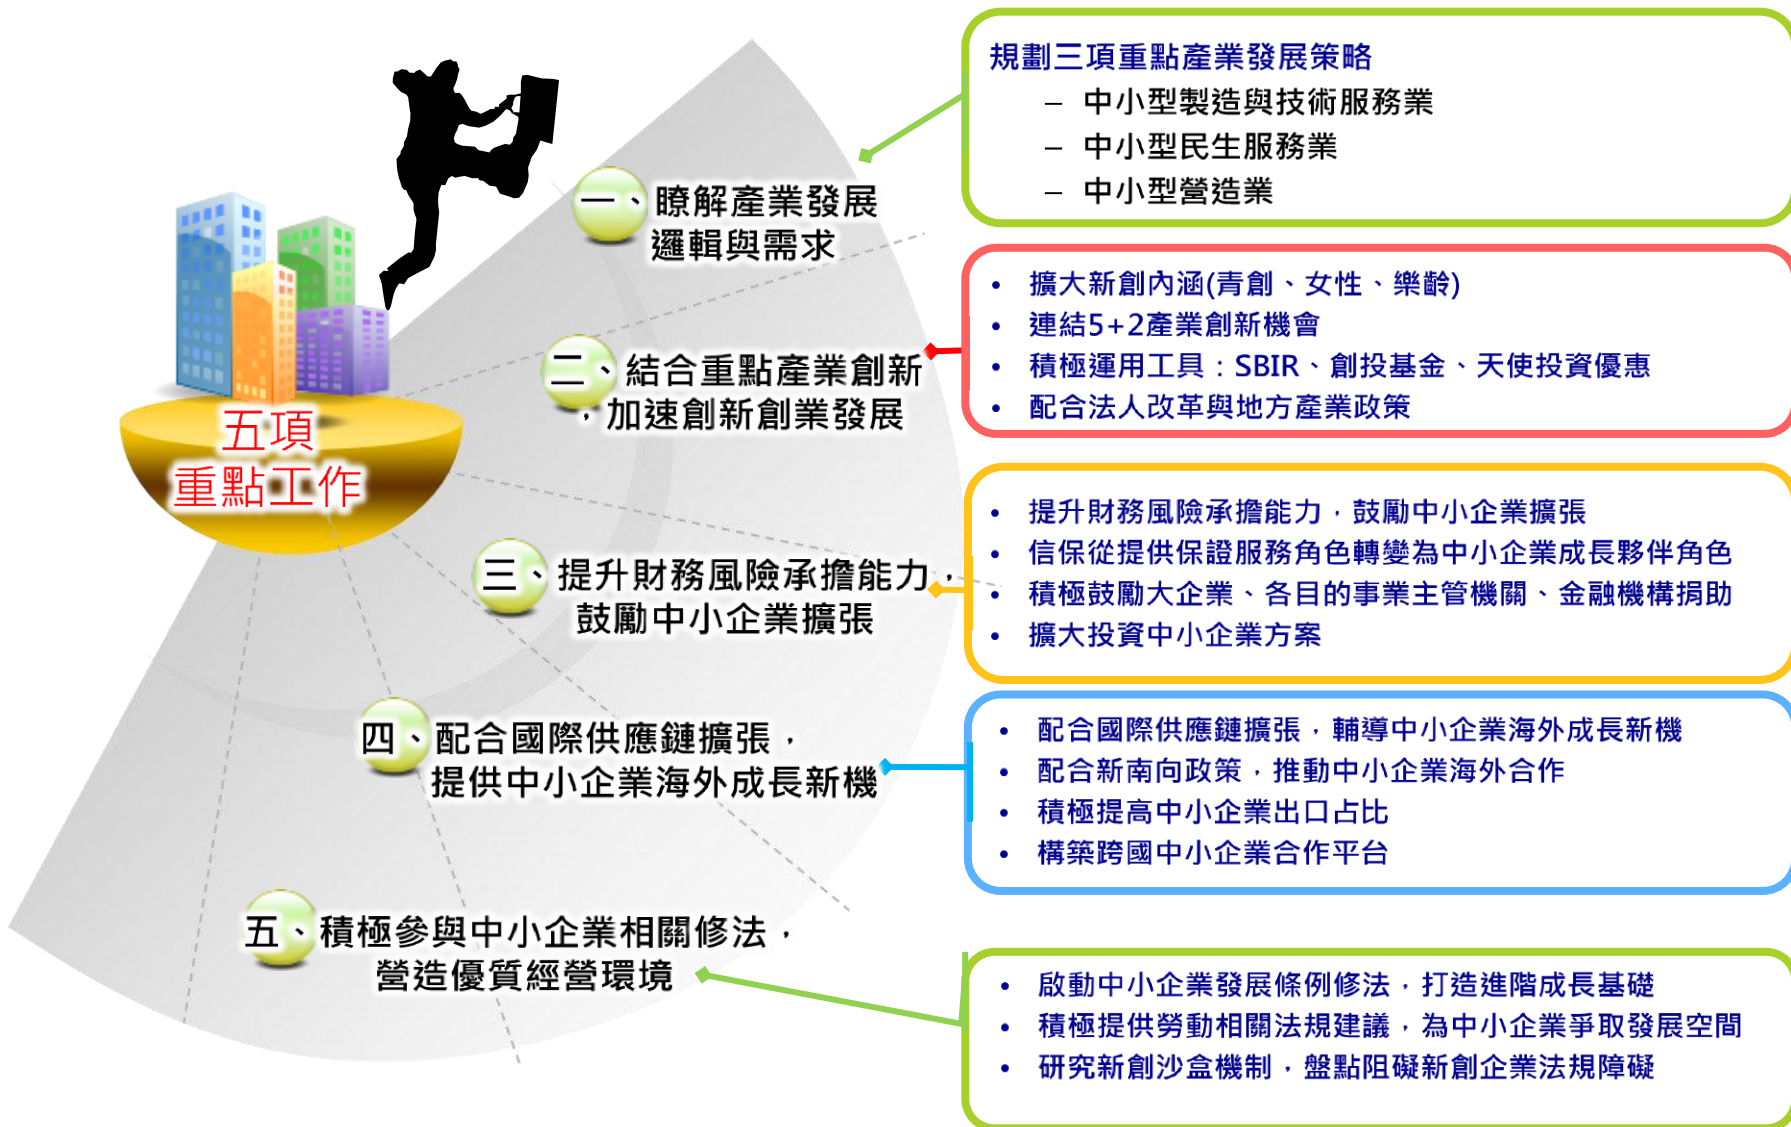 五項
重點工作
一、瞭解產業發展
邏輯與需求
規劃三項重點產業發展策略
– 中小型製造與技術服務業
– 中小型民生服務業
– 中小型營造業
二、結合重點產業創新
，加速創新創業發展
• 擴大新創內涵(青創、女性、樂齡)
• 連結5+2產業創新機會
• 積極運用工具：SBIR、創投基金、天使投資優惠
• 配合法人改革與地方產業政策
三、提升財務風險承擔能力，
鼓勵中小企業擴張
• 提升財務風險承擔能力，鼓勵中小企業擴張
• 信保從提供保證服務角色轉變為中小企業成長夥伴角色
• 積極鼓勵大企業、各目的事業主管機關、金融機構捐助
• 擴大投資中小企業方案
四、配合國際供應鏈擴張，
提供中小企業海外成長新機
• 配合國際供應鏈擴張，輔導中小企業海外成長新機
• 配合新南向政策，推動中小企業海外合作
• 積極提高中小企業出口占比
• 構築跨國中小企業合作平台
五、積極參與中小企業相關修法，
營造優質經營環境
• 啟動中小企業發展條例修法，打造進階成長基礎
• 積極提供勞動相關法規建議，為中小企業爭取發展空間
• 研究新創沙盒機制，盤點阻礙新創企業法規障礙